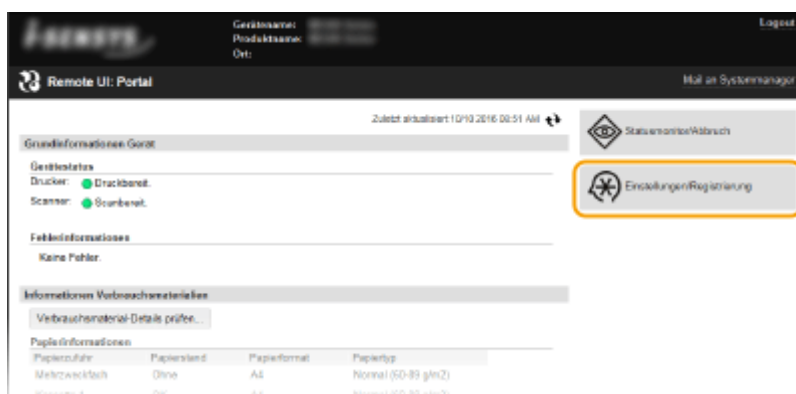 Gerätename:
Logout
Produktname:
Ort:
Remote UI: Portal
Mail an Systemmanager
Zuletzt aktualisiert:10/10 2016 08:51 AM
Statusmonitor/Abbruch
Grundinformationen Gerät
Gerätestatus
Drucker: Druckbereit.
Einstellungen/Registrierung
Scanner: Scanbereit.
Fehlerinformationen
Keine Fehler.
Informationen Verbrauchsmaterialien
Verbrauchsmaterial-Details prüfen...
Papierinformationen
Papierzufuhr Papierstand Papierformat Papiertyp
Mehrzweckfach Ohne A4 Normal (60-89 g/m2)